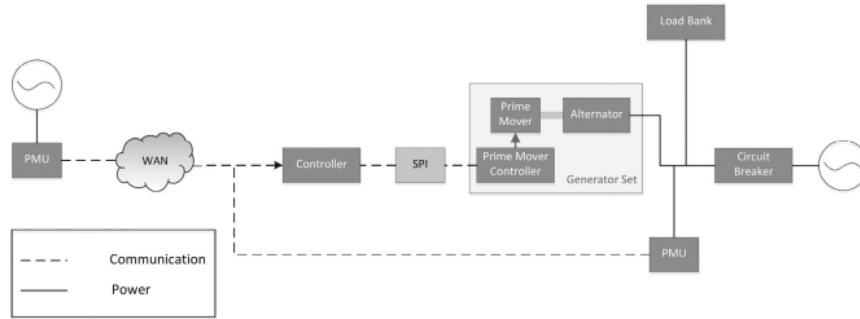 Load Bank
Prime
Mover
Alternator
PMU
WAN
Controller
SPI
Prime Mover
Controller
Generator Set
Circuit
Breaker
PMU
Communication
Power